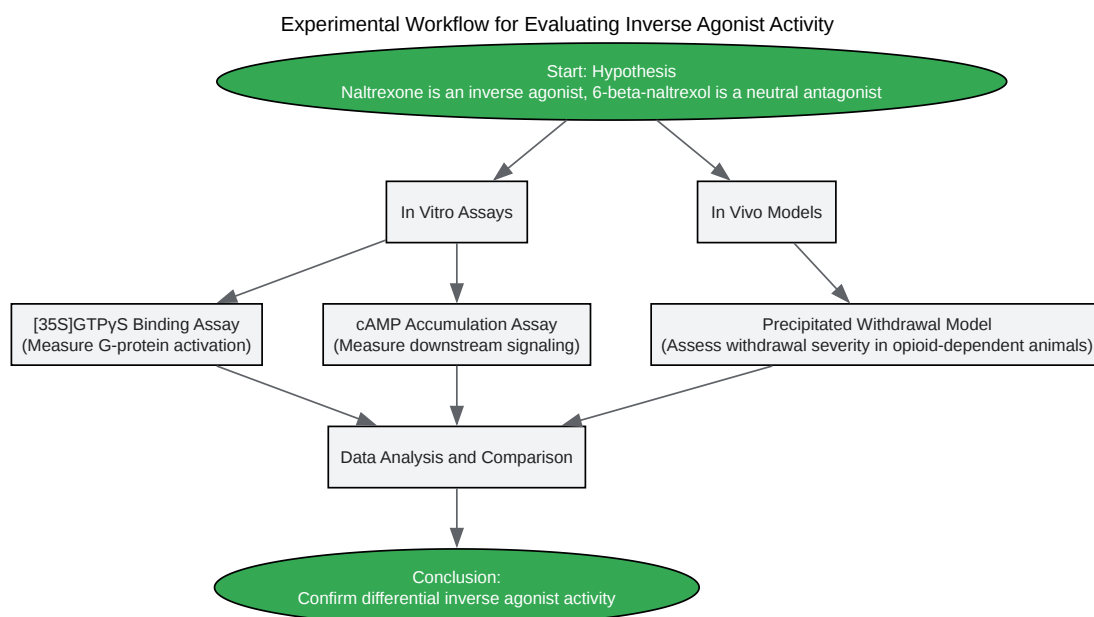 Experimental Workflow for Evaluating Inverse Agonist Activity
Start: Hypothesis
Naltrexone is an inverse agonist, 6-beta-naltrexol is a neutral antagonist
In Vitro Assays
In Vivo Models
[35S]GTPγS Binding Assay
(Measure G-protein activation)
cAMP Accumulation Assay
(Measure downstream signaling)
Precipitated Withdrawal Model
(Assess withdrawal severity in opioid-dependent animals)
Data Analysis and Comparison
Conclusion:
Confirm differential inverse agonist activity